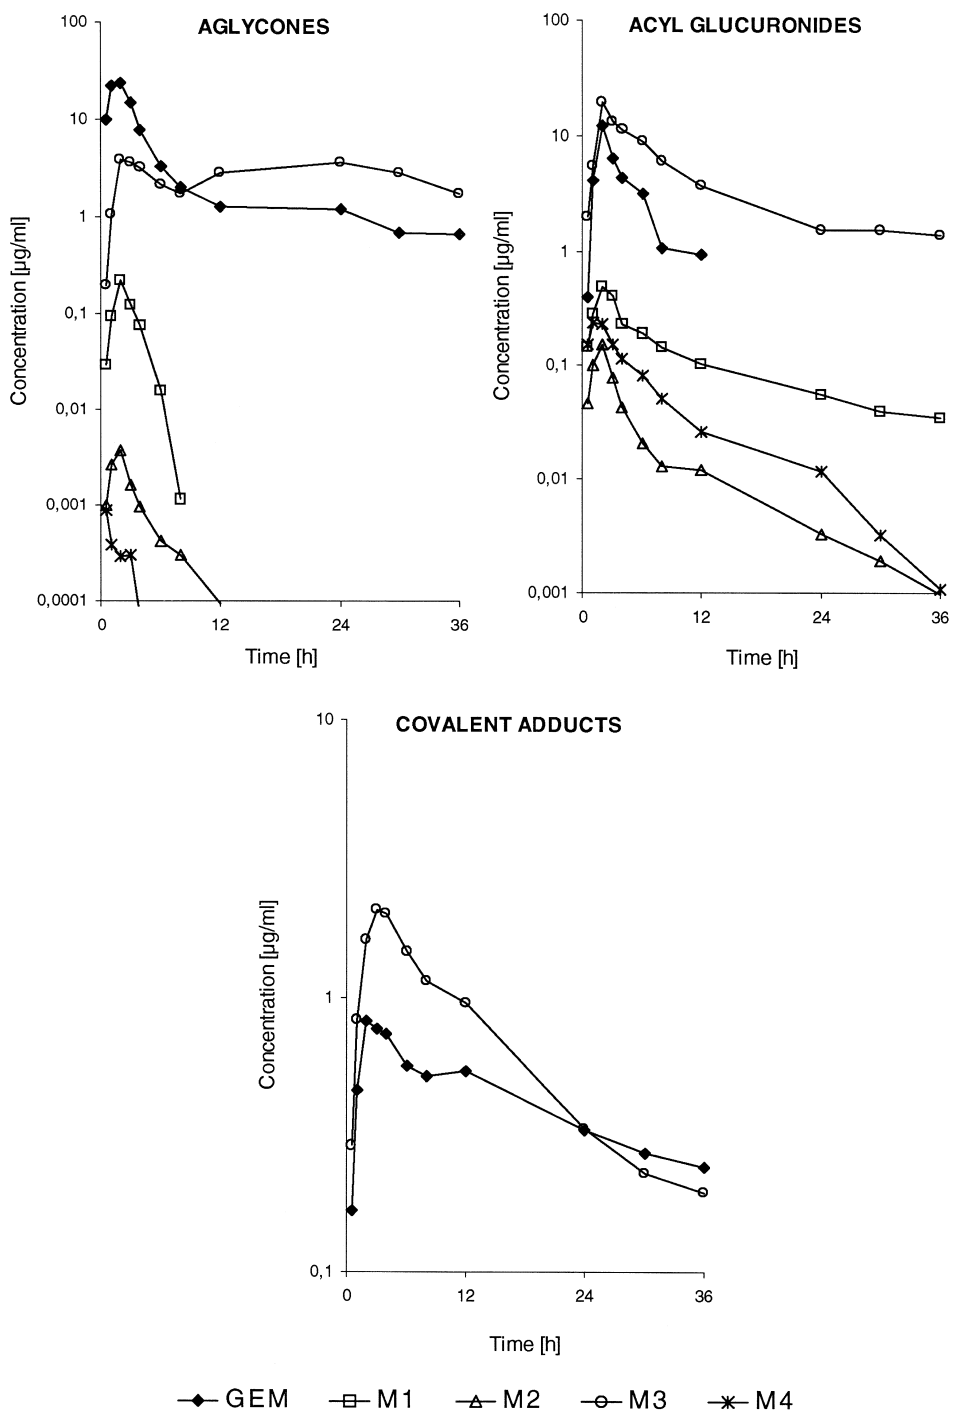 AGLYCONES
100
10
1
0,1
0,01
0,001
0,0001
Concentration [µg/ml]
0 12 24 36
Time [h]
ACYL GLUCURONIDES
100
10
1
0,1
0,01
0,001
Concentration [µg/ml]
0 12 24 36
Time [h]
COVALENT ADDUCTS
10
1
0,1
Concentration [µg/ml]
0 12 24 36
Time [h]
GEM M1 M2 M3 M4